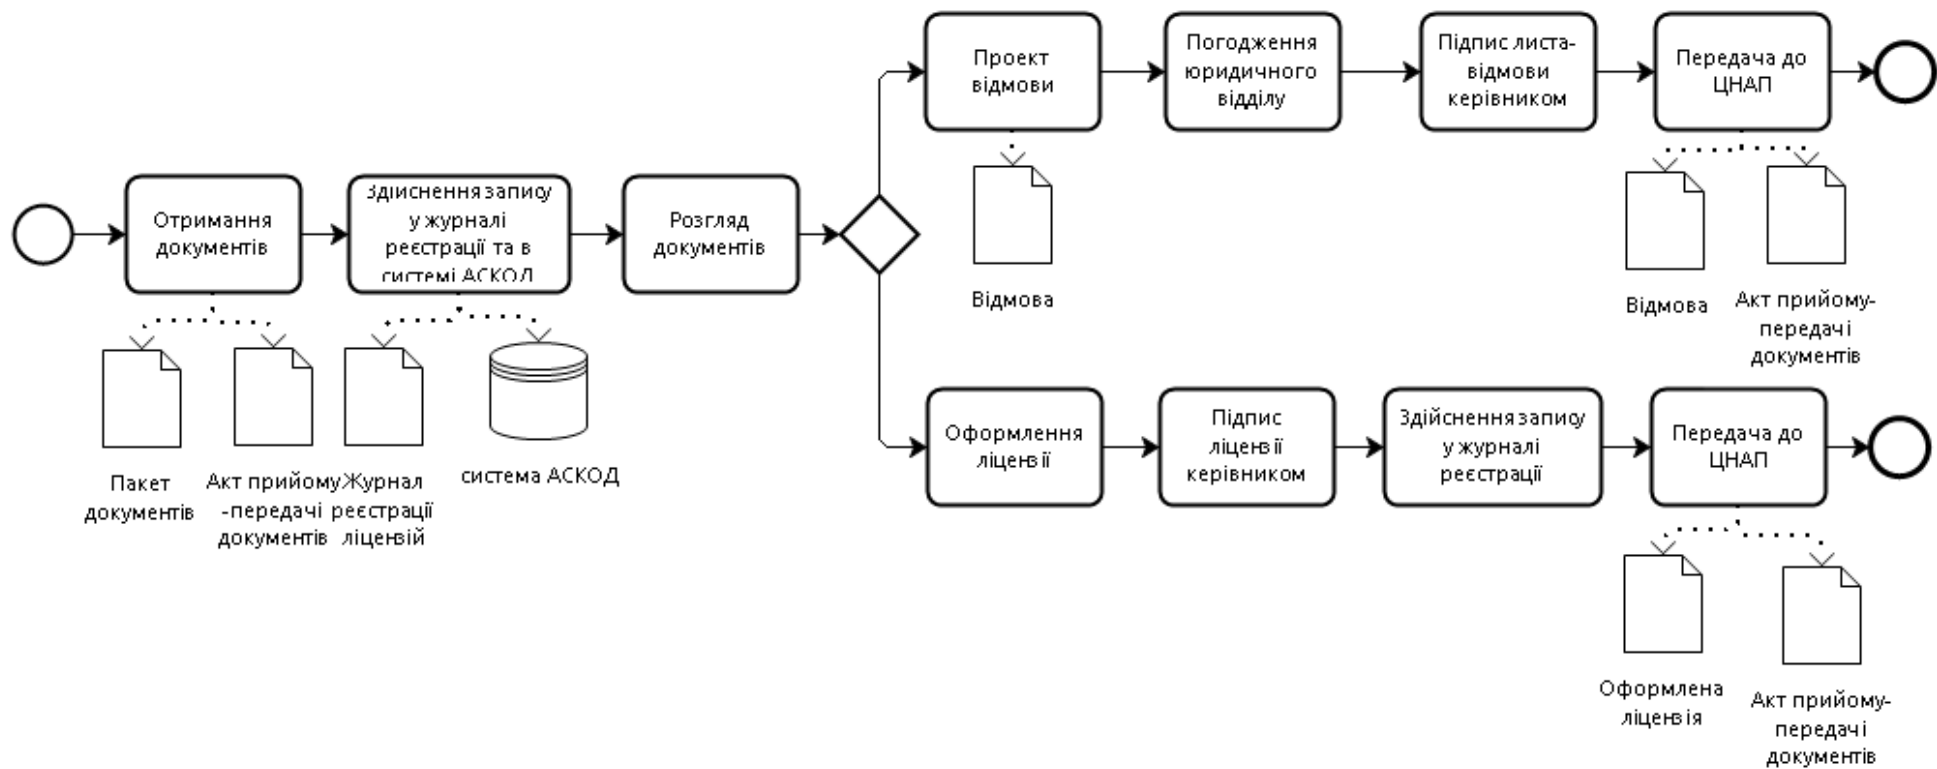 Проект
відмови
Погодження
юридичного
відділу
Підпис листа-
відмови
керівником
Передача до
ЦНАП
Отримання
документів
Здійснення запису
у журналі
реєстрації та в
системі АСКОД
Розгляд
документів
Відмова
Відмова
Акт прийому-
передачі
документів
Пакет
документів
Акт прийому
-передачі
документів
Журнал
реєстрації
ліцензій
система АСКОД
Оформлення
ліцензії
Підпис
ліцензії
керівником
Здійснення запису
у журналі
реєстрації
Передача до
ЦНАП
Оформлена
ліцензія
Акт прийому-
передачі
документів